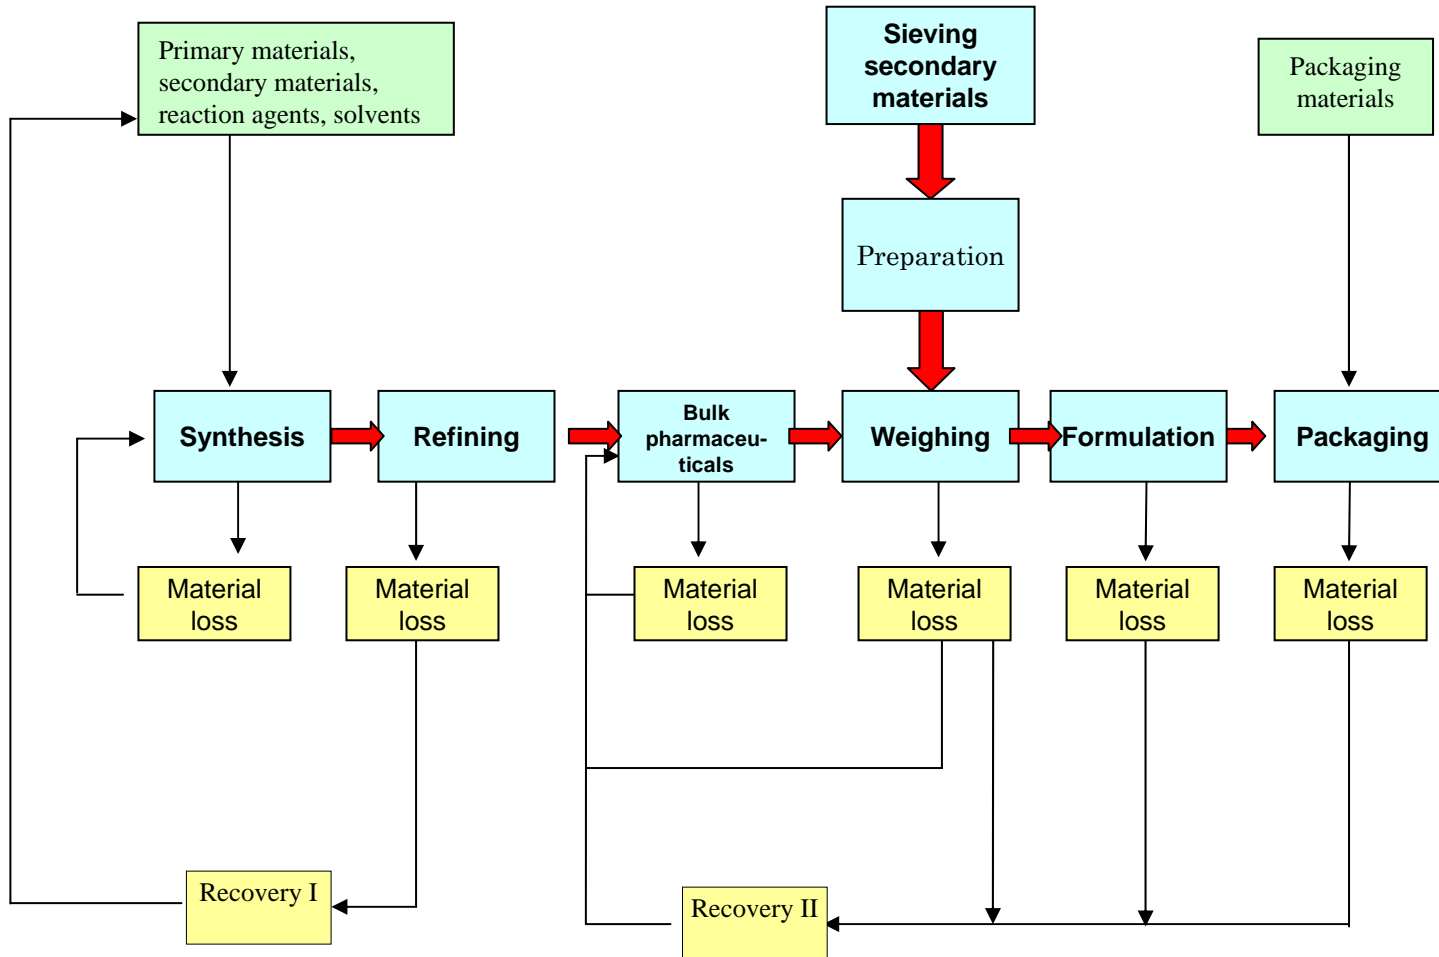 Primary materials,
secondary materials,
reaction agents, solvents
Sieving
secondary
materials
Packaging
materials
Preparation
Synthesis
Refining
Bulk
pharmaceu-
ticals
Weighing
Formulation
Packaging
Material
loss
Material
loss
Material
loss
Material
loss
Material
loss
Material
loss
Recovery I
Recovery II